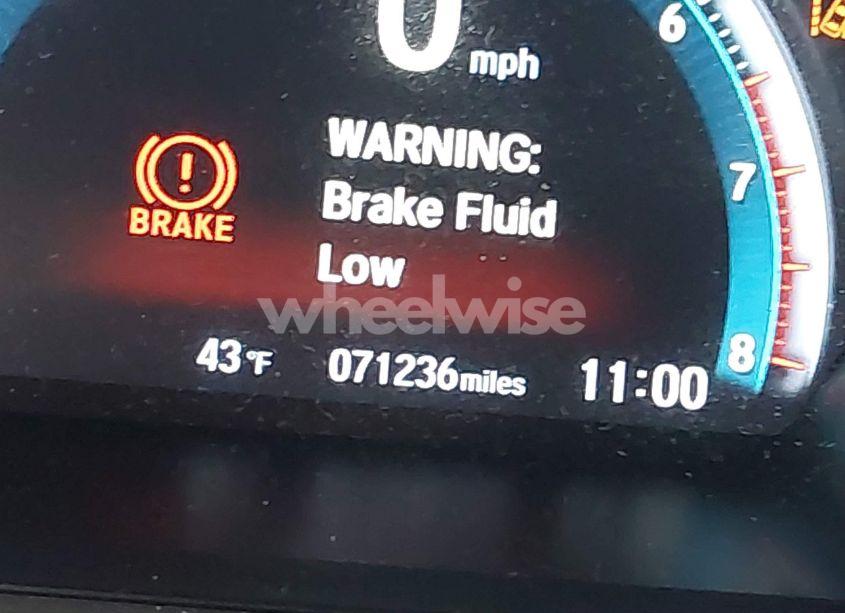 6
0 mph
WARNING:
! Brake Fluid
BRAKE
Low
7
wheelwise
43°F 071236miles 11:00
8